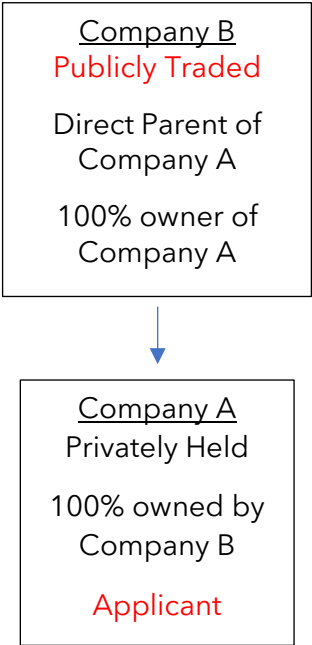 Company B
Publicly Traded
Direct Parent of
Company A
100% owner of
Company A
Company A
Privately Held
100% owned by
Company B
Applicant